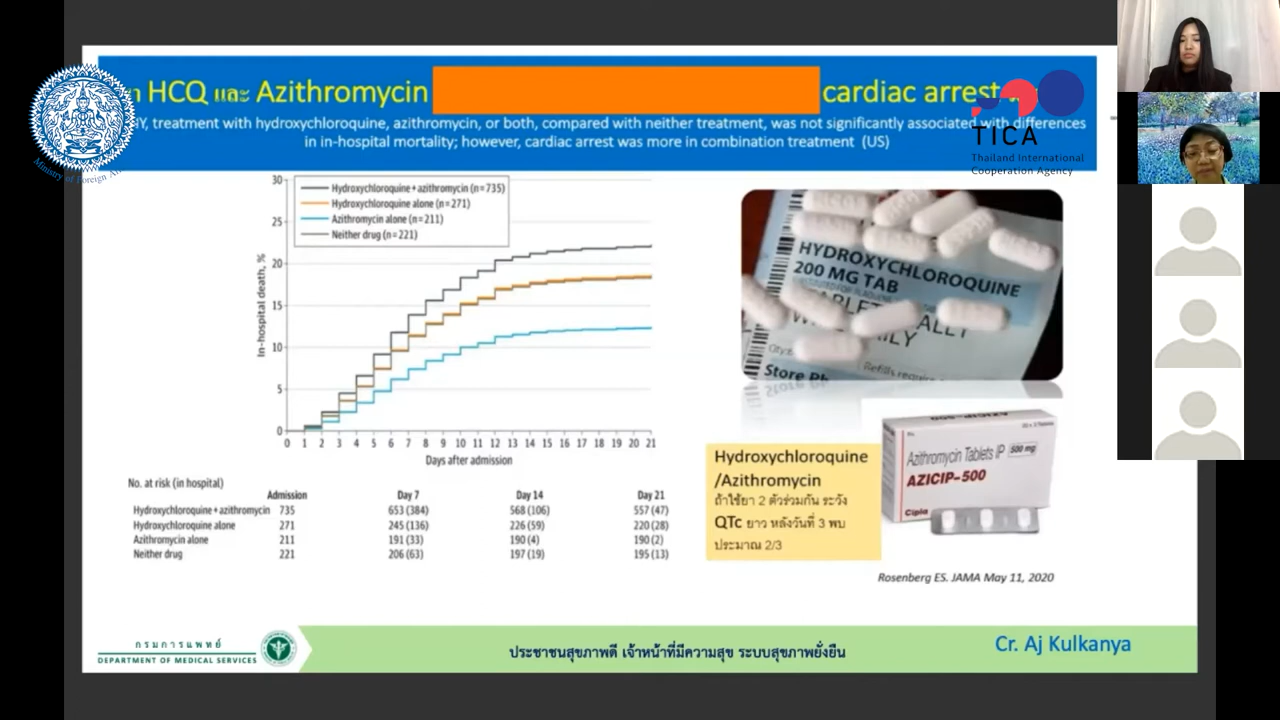 HCQ และ Azithromycin cardiac arrest
treatment with hydroxychloroquine, azithromycin, or both, compared with neither treatment, was not significantly associated with differences
in in-hospital mortality; however, cardiac arrest was more in combination treatment (US)
TICA
Thailand International
Cooperation Agency
Ministry of Foreign
30
25
20
15
10
5
0
In-hospital death, %
Hydroxychloroquine + azithromycin (n=735)
Hydroxychloroquine alone (n=271)
Azithromycin alone (n=211)
Neither drug (n=221)
0 1 2 3 4 5 6 7 8 9 10 11 12 13 14 15 16 17 18 19 20 21
Days after admission
No. at risk (in hospital)
Admission Day 7 Day 14 Day 21
Hydroxychloroquine + azithromycin 735 653 (384) 568 (106) 557 (47)
Hydroxychloroquine alone 271 245 (136) 226 (59) 220 (28)
Azithromycin alone 211 191 (33) 190 (4) 190 (2)
Neither drug 221 206 (63) 197 (19) 195 (13)
HYDROXYCHLOROQUINE
200 MG TAB
Store
Refills
Azithromycin Tablets IP 500 mg
AZICIP-500
Cipla
Hydroxychloroquine
/Azithromycin
ถ้าใช้ยา 2 ตัวร่วมกัน ระวัง
QTc ยาว หลังวันที่ 3 พบ
ประมาณ 2/3
Rosenberg ES. JAMA May 11, 2020
กรมการแพทย์
DEPARTMENT OF MEDICAL SERVICES
ประชาชนสุขภาพดี เจ้าหน้าที่มีความสุข ระบบสุขภาพยั่งยืน
Cr. Aj Kulkanya